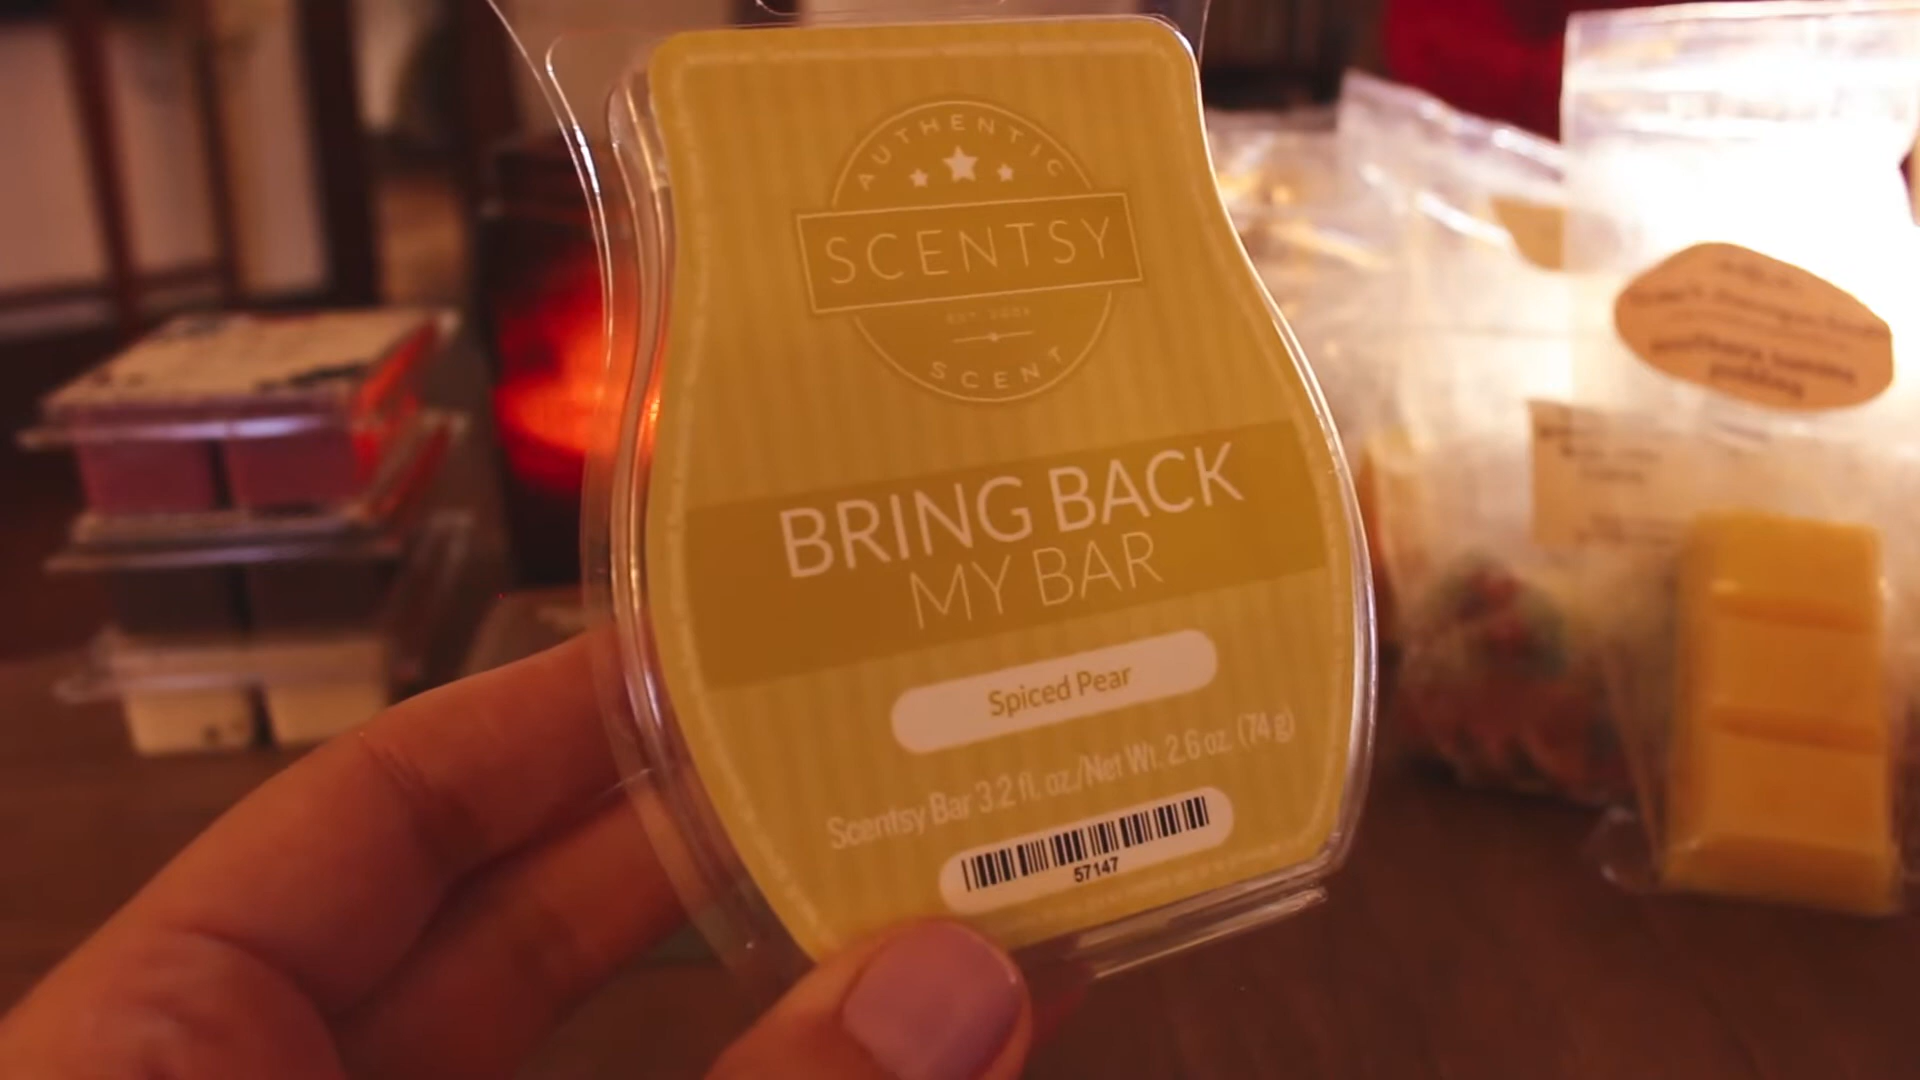 AUTHENTIC
SCENTSY
SCENT
BRING BACK
MY BAR
Spiced Pear
Scentsy Bar 3.2 fl. oz./Net Wt. 2.6 oz. (74 g)
57147